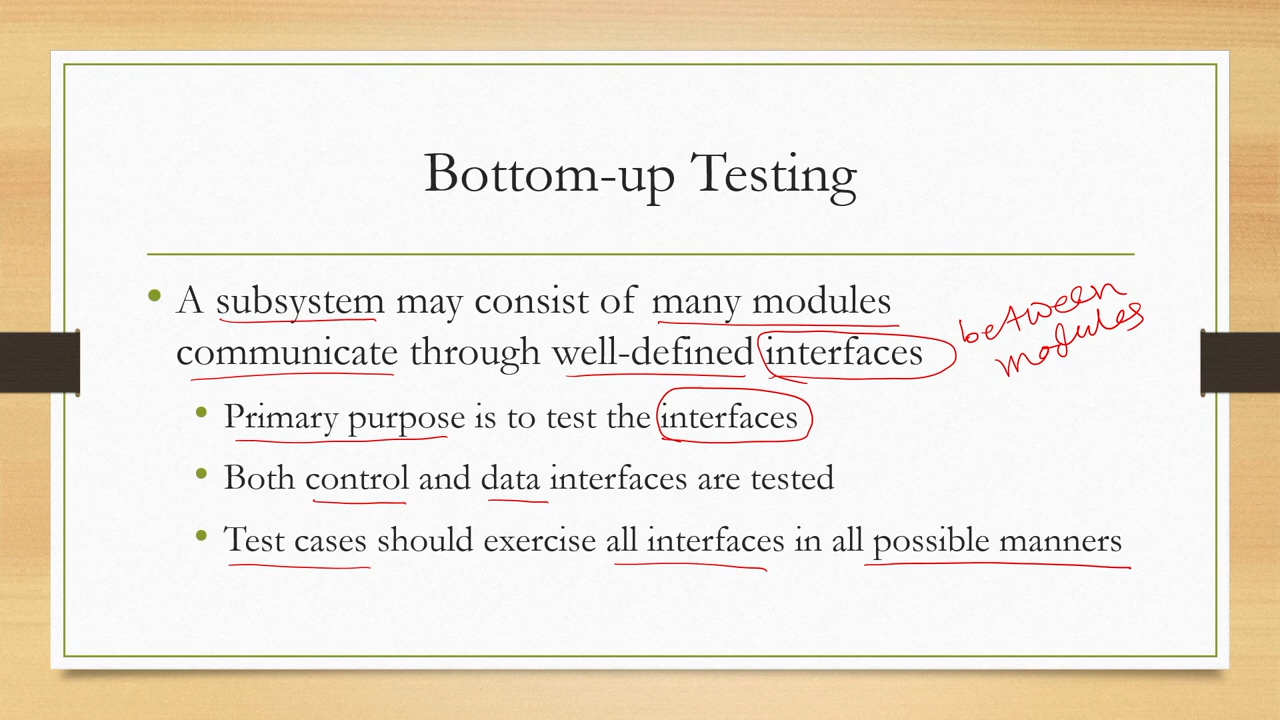 Bottom-up Testing
• A subsystem may consist of many modules
communicate through well-defined interfaces
between
modules
• Primary purpose is to test the interfaces
• Both control and data interfaces are tested
• Test cases should exercise all interfaces in all possible manners